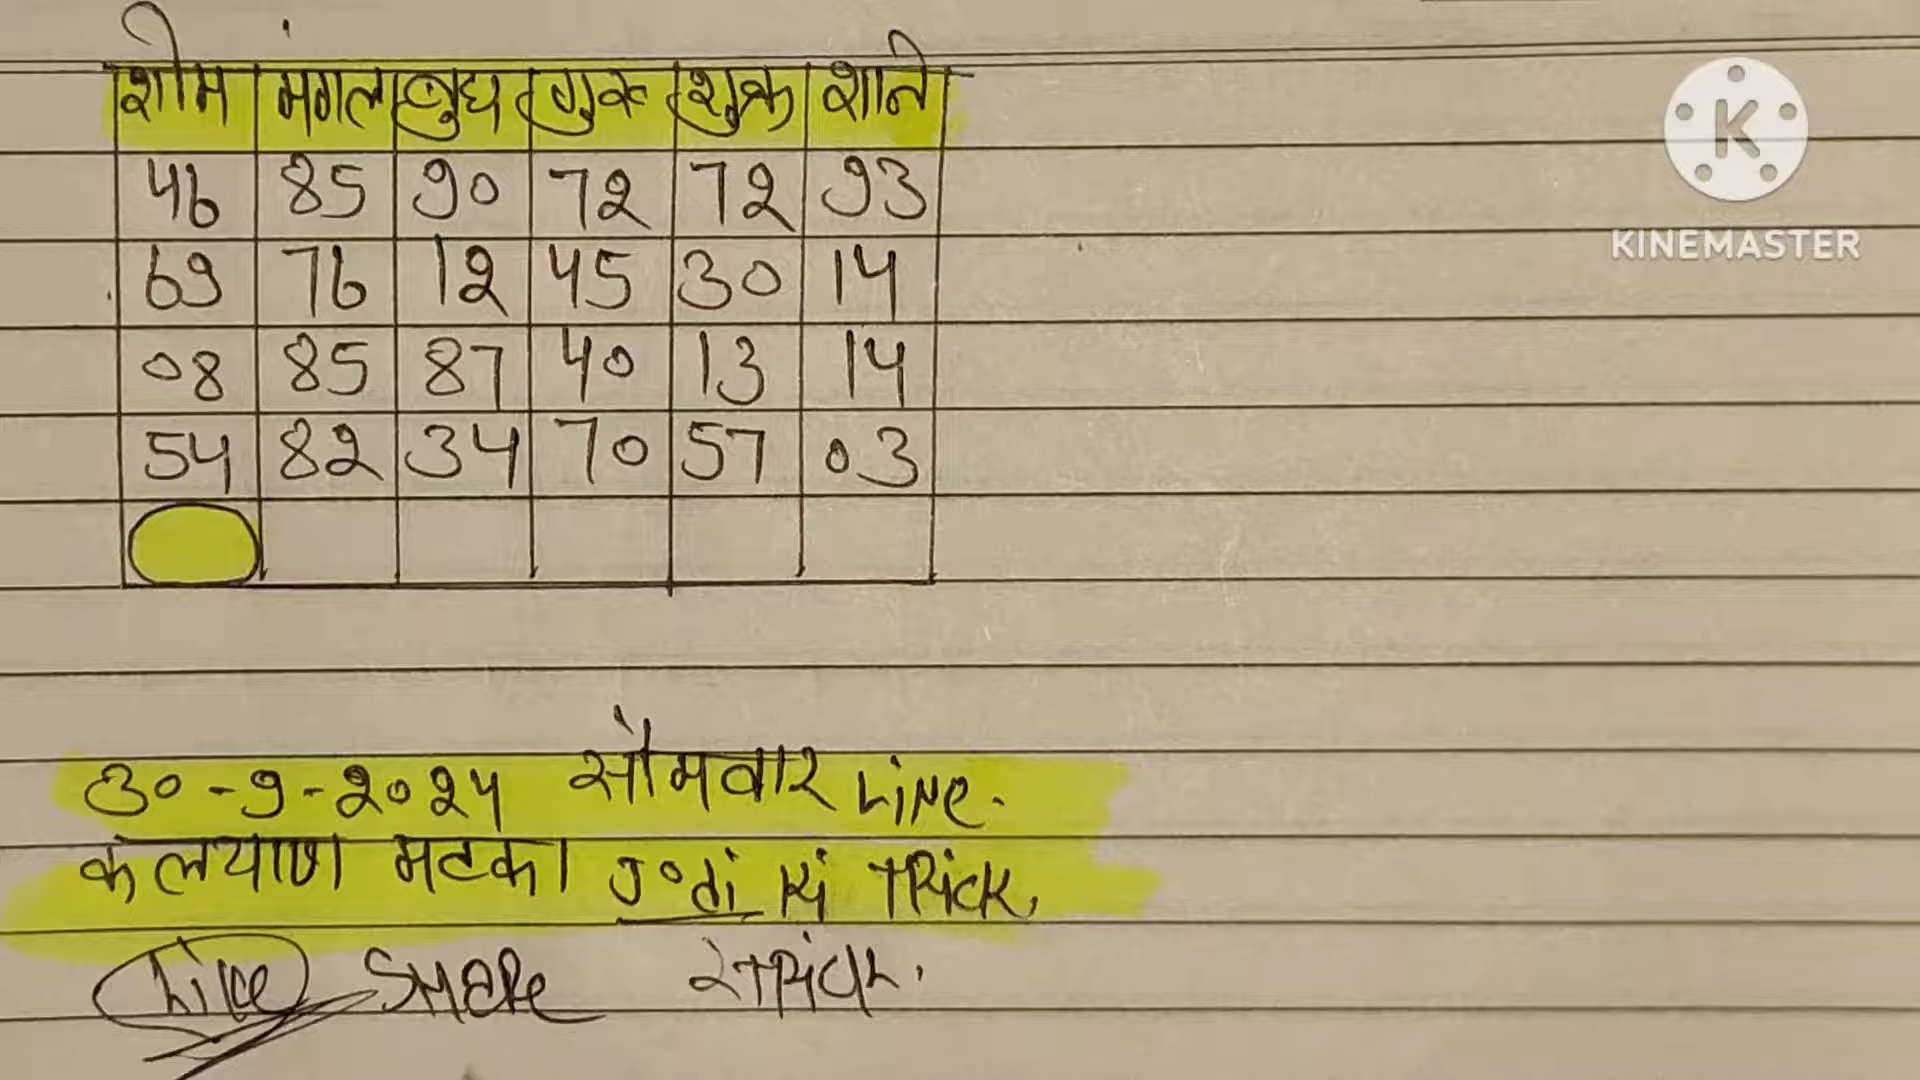 शोम मंगल बुध गुरु शुक्र शनि
46 85 90 72 72 93
69 76 12 45 30 14
08 85 87 40 13 14
54 82 34 70 57 03
30-9-2024 सोमवार Line.
कलयाण मटका Jodi Ki TRick.
Like SHARe 2TRick.
K
KINEMASTER